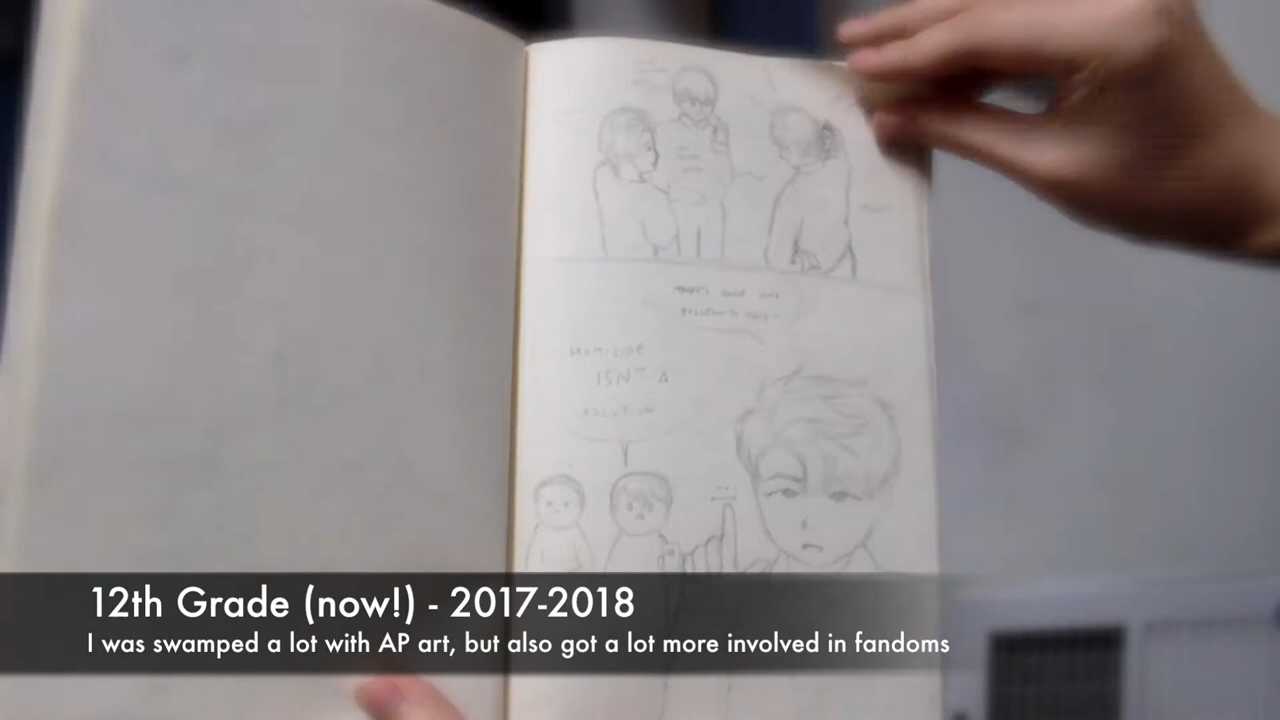 HOMICIDE
ISN'T A
SOLUTION
12th Grade (now!) - 2017-2018
I was swamped a lot with AP art, but also got a lot more involved in fandoms